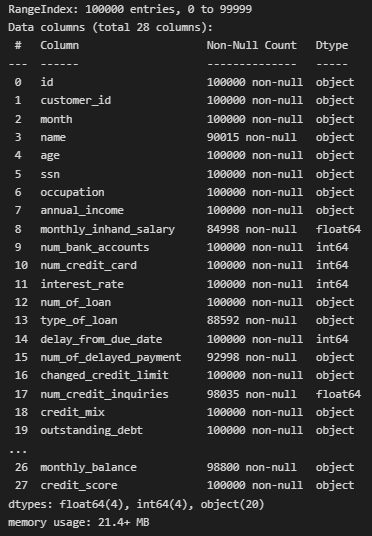 RangeIndex: 100000 entries, 0 to 99999
Data columns (total 28 columns):
 #   Column                    Non-Null Count   Dtype
---  ------                    --------------   -----
 0   id                        100000 non-null  object
 1   customer_id               100000 non-null  object
 2   month                     100000 non-null  object
 3   name                      90015 non-null   object
 4   age                       100000 non-null  object
 5   ssn                       100000 non-null  object
 6   occupation                100000 non-null  object
 7   annual_income             100000 non-null  object
 8   monthly_inhand_salary     84998 non-null   float64
 9   num_bank_accounts         100000 non-null  int64
 10  num_credit_card           100000 non-null  int64
 11  interest_rate             100000 non-null  int64
 12  num_of_loan               100000 non-null  object
 13  type_of_loan              88592 non-null   object
 14  delay_from_due_date       100000 non-null  int64
 15  num_of_delayed_payment    92998 non-null   object
 16  changed_credit_limit      100000 non-null  object
 17  num_credit_inquiries      98035 non-null   float64
 18  credit_mix                100000 non-null  object
 19  outstanding_debt          100000 non-null  object
...
 26  monthly_balance           98800 non-null   object
 27  credit_score              100000 non-null  object
dtypes: float64(4), int64(4), object(20)
memory usage: 21.4+ MB